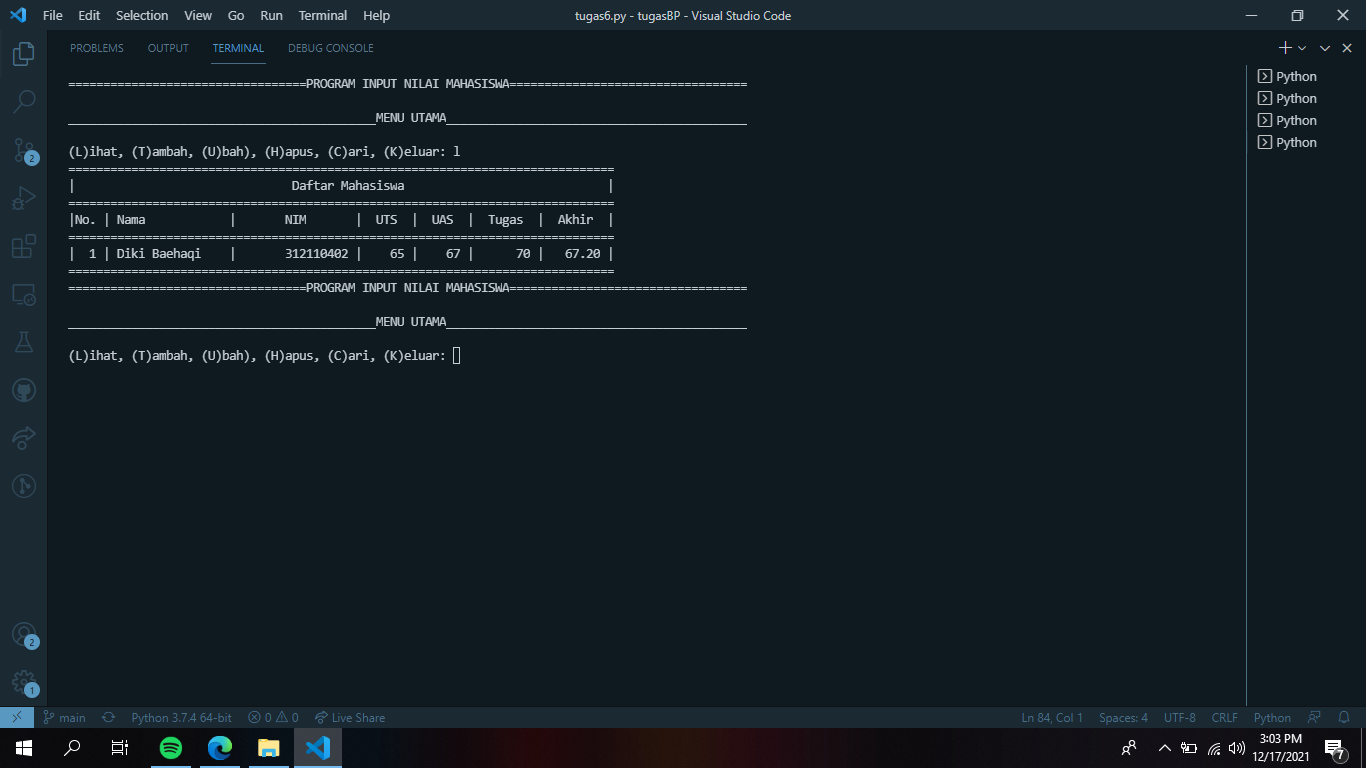 File Edit Selection View Go Run Terminal Help tugas6.py - tugasBP - Visual Studio Code
PROBLEMS OUTPUT TERMINAL DEBUG CONSOLE
==================================PROGRAM INPUT NILAI MAHASISWA==================================
____________________________________________MENU UTAMA___________________________________________
(L)ihat, (T)ambah, (U)bah), (H)apus, (C)ari, (K)eluar: l
==============================================================================
|                               Daftar Mahasiswa                             |
==============================================================================
|No. | Nama            |       NIM       |  UTS  |  UAS  |  Tugas  |  Akhir  |
==============================================================================
|  1 | Diki Baehaqi    |       312110402 |    65 |    67 |      70 |   67.20 |
==============================================================================
==================================PROGRAM INPUT NILAI MAHASISWA==================================
____________________________________________MENU UTAMA___________________________________________
(L)ihat, (T)ambah, (U)bah), (H)apus, (C)ari, (K)eluar:
Python
Python
Python
Python
2
2
1
main Python 3.7.4 64-bit 0 0 Live Share Ln 84, Col 1 Spaces: 4 UTF-8 CRLF Python
3:03 PM
12/17/2021
7